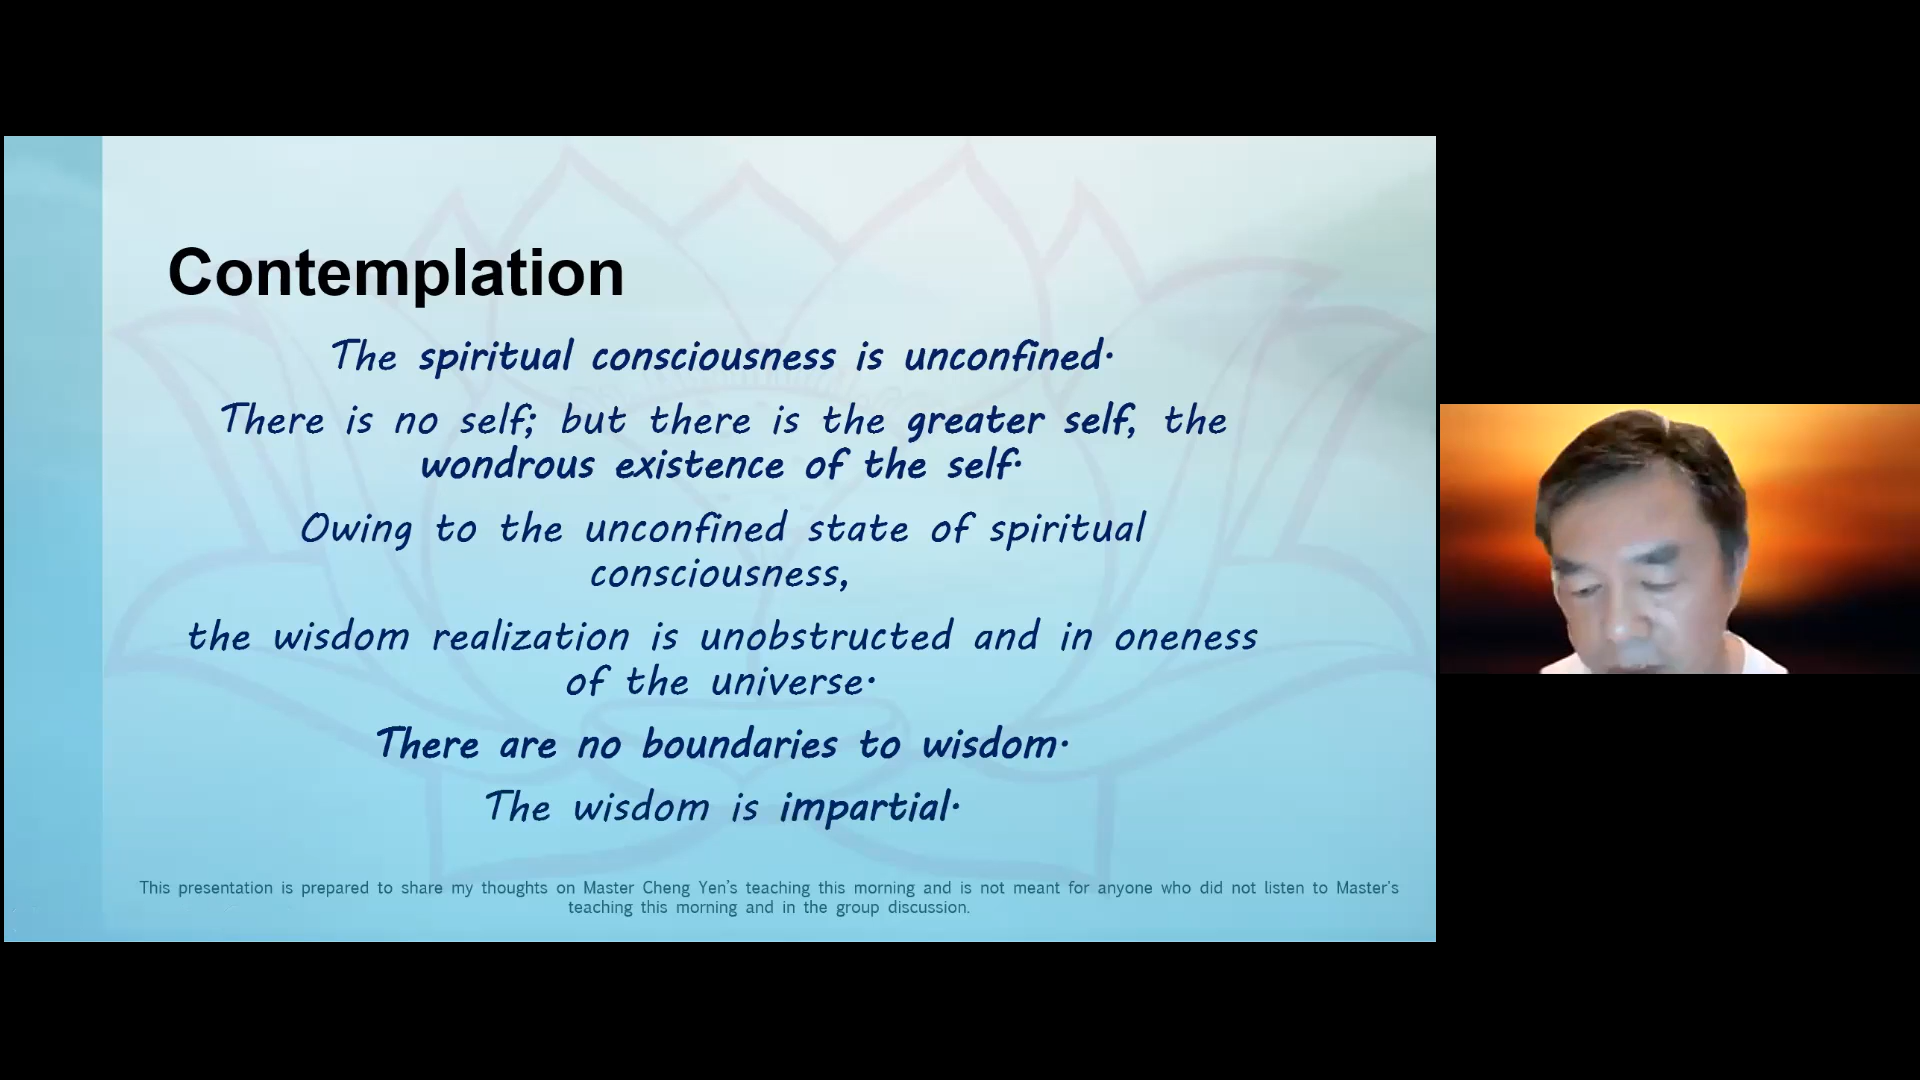 Contemplation
The spiritual consciousness is unconfined.
There is no self; but there is the greater self, the
wondrous existence of the self.
Owing to the unconfined state of spiritual
consciousness,
the wisdom realization is unobstructed and in oneness
of the universe.
There are no boundaries to wisdom.
The wisdom is impartial.
This presentation is prepared to share my thoughts on Master Cheng Yen's teaching this morning and is not meant for anyone who did not listen to Master's
teaching this morning and in the group discussion.